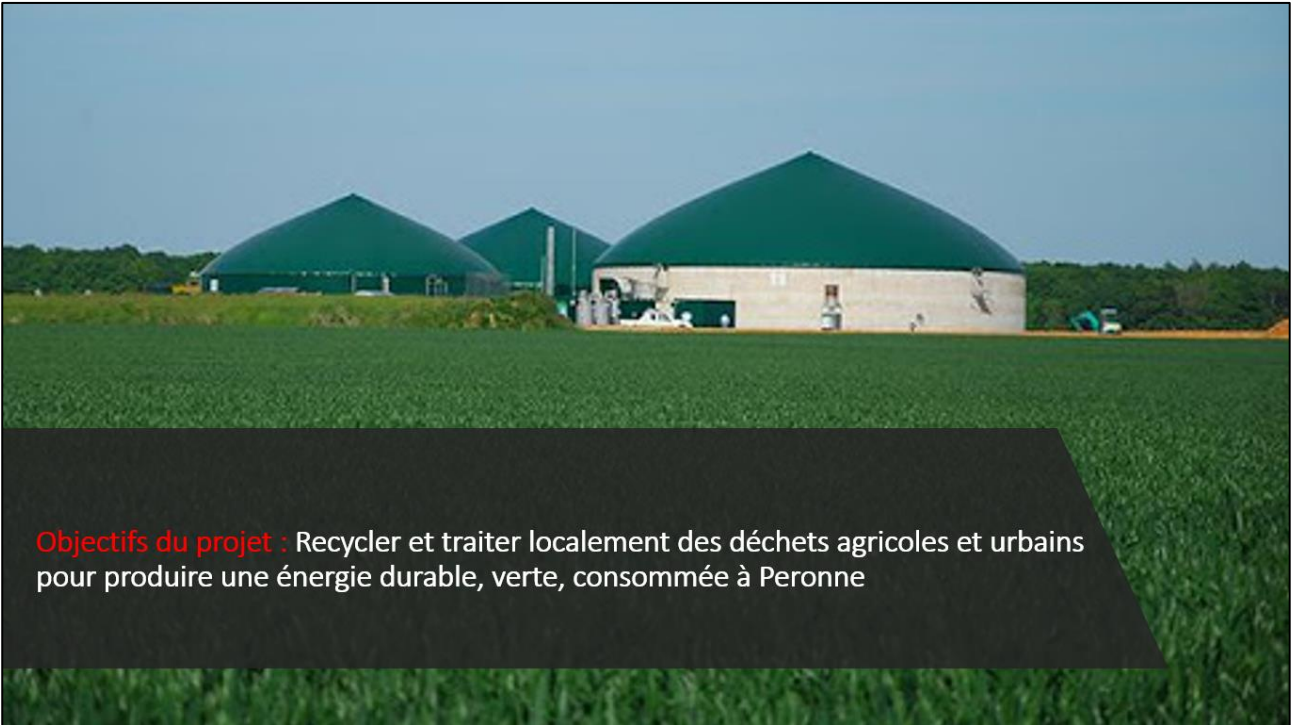 Objectifs du projet : Recycler et traiter localement des déchets agricoles et urbains
pour produire une énergie durable, verte, consommée à Peronne